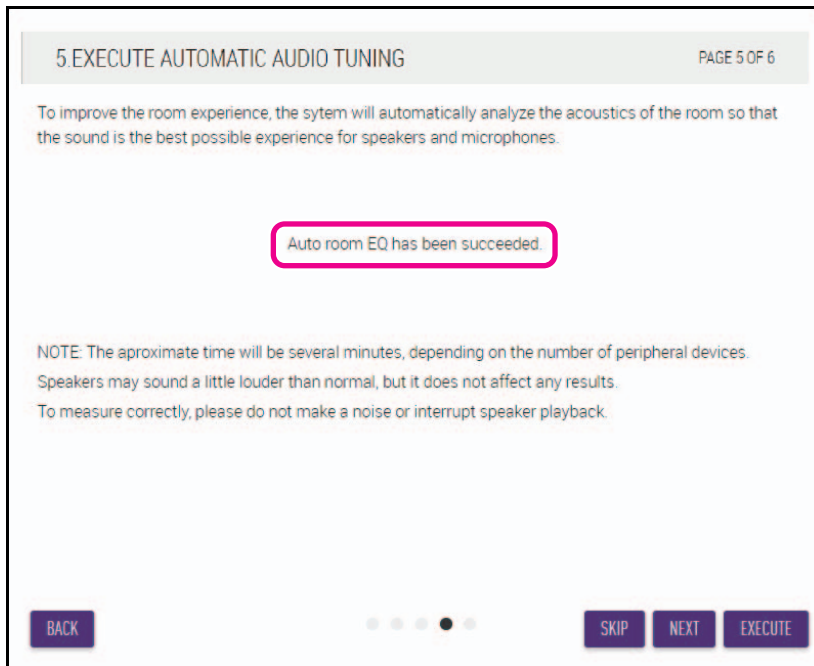 5.EXECUTE AUTOMATIC AUDIO TUNING PAGE 5 OF 6
To improve the room experience, the sytem will automatically analyze the acoustics of the room so that
the sound is the best possible experience for speakers and microphones.
Auto room EQ has been succeeded.
NOTE: The aproximate time will be several minutes, depending on the number of peripheral devices.
Speakers may sound a little louder than normal, but it does not affect any results.
To measure correctly, please do not make a noise or interrupt speaker playback.
BACK SKIP NEXT EXECUTE